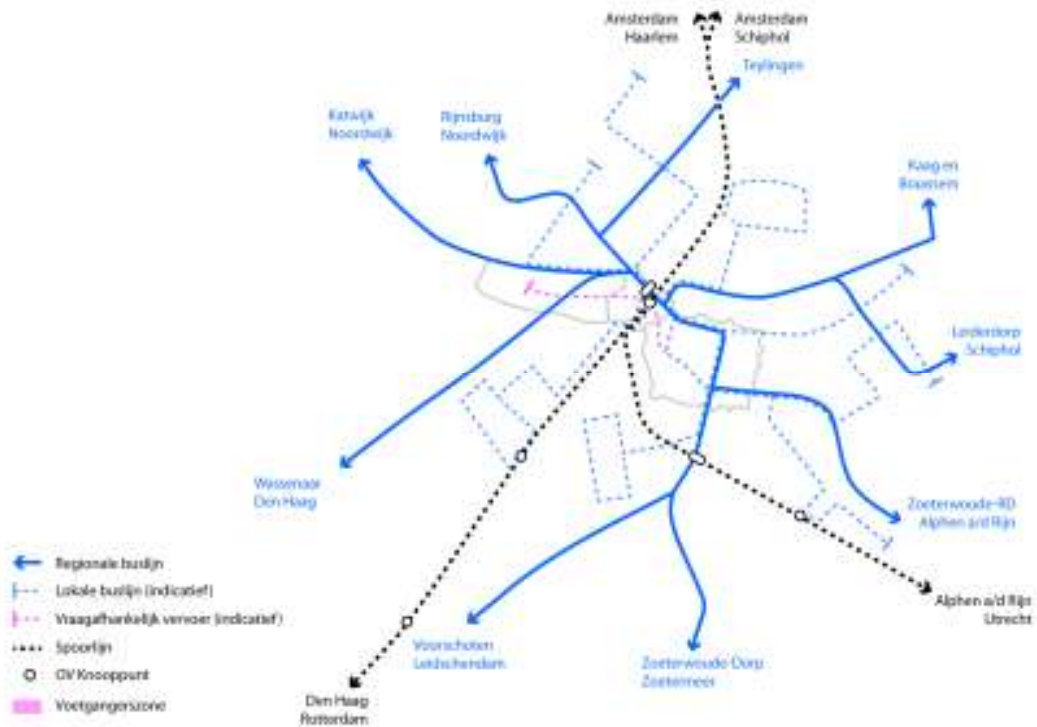 Amsterdam
Haarlem
Amsterdam
Schiphol
Teylingen
Katwijk
Noordwijk
Rijnsburg
Noordwijk
Kaag en
Braassem
Leiderdorp
Schiphol
Wassenaar
Den Haag
Zoeterwoude-RD
Alphen a/d Rijn
Alphen a/d Rijn
Utrecht
Voorschoten
Leidschendam
Zoeterwoude-Dorp
Zoetermeer
Den Haag
Rotterdam
Regionale buslijn
Lokale buslijn (indicatief)
Vraagafhankelijk vervoer (indicatief)
Spoorlijn
OV Knooppunt
Voetgangerszone